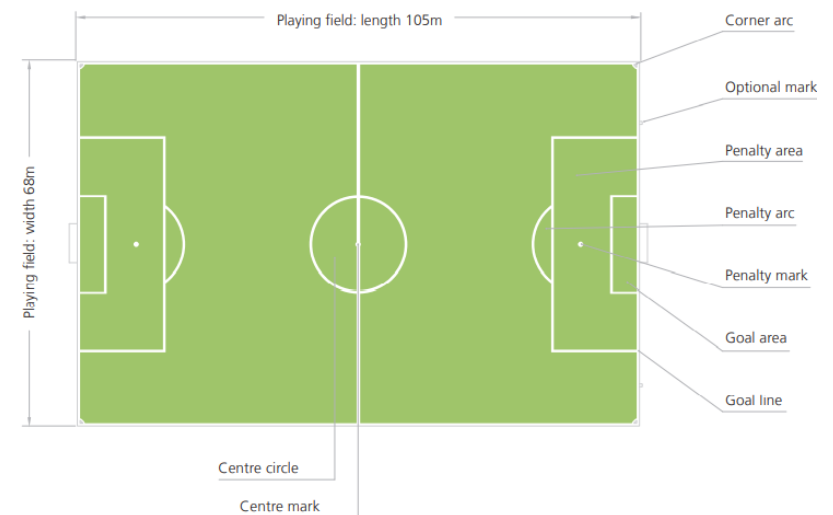 Playing field: length 105m
Corner arc
Optional mark
Penalty area
Playing field: width 68m
Penalty arc
Penalty mark
Goal area
Goal line
Centre circle
Centre mark